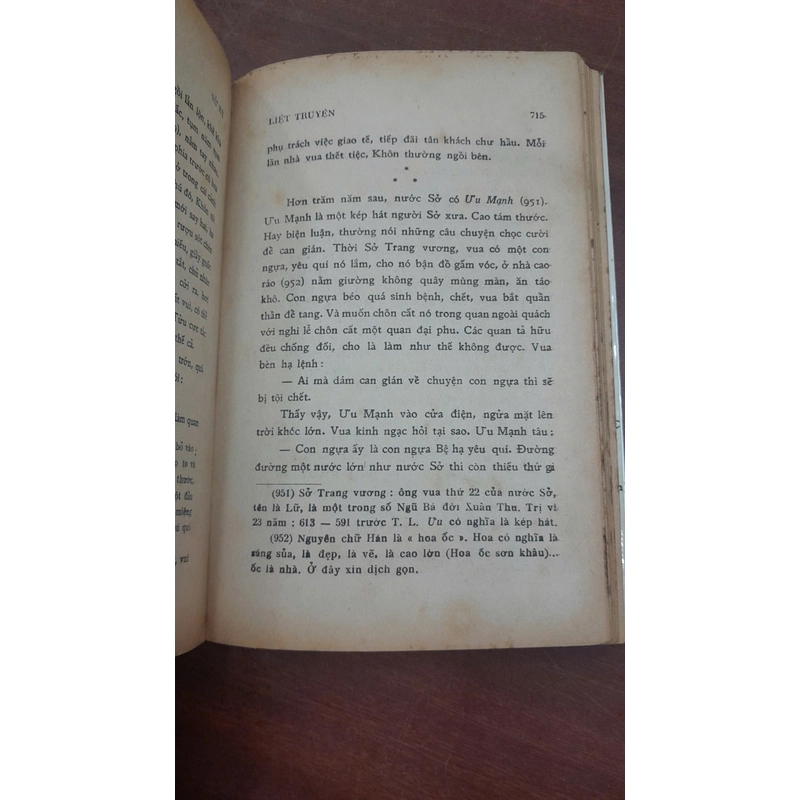 LIỆT TRUYỆN 715
phụ trách việc giao tế, tiếp đãi tân khách chư hầu. Mỗi
lần nhà vua thết tiệc, Khôn thường ngồi bên.
*
* *
Hơn trăm năm sau, nước Sở có Ưu Mạnh (951).
Ưu Mạnh là một kép hát người Sở xưa. Cao tám thước.
Hay biện luận, thường nói những câu chuyện chọc cười
để can gián. Thời Sở Trang vương, vua có một con
ngựa, yêu quí nó lắm, cho nó bận đồ gấm vóc, ở nhà cao
ráo (952) nằm giường không quây mùng màn, ăn táo
khô. Con ngựa béo quá sinh bệnh, chết, vua bắt quần
thần để tang. Và muốn chôn cất nó trong quan ngoài quách
với nghi lễ chôn cất một quan đại phu. Các quan tả hữu
đều chống đối, cho là làm như thế không được. Vua
bèn hạ lệnh :
— Ai mà dám can gián về chuyện con ngựa thì sẽ
bị tội chết.
Thấy vậy, Ưu Mạnh vào cửa điện, ngửa mặt lên
trời khóc lớn. Vua kinh ngạc hỏi tại sao. Ưu Mạnh tâu :
— Con ngựa ấy là con ngựa Bệ hạ yêu quí. Đường
đường một nước lớn như nước Sở thì còn thiếu thứ gì
(951) Sở Trang vương : ông vua thứ 22 của nước Sở,
tên là Lữ, là một trong số Ngũ Bá đời Xuân Thu. Trị vì
23 năm : 613 — 591 trước T. L. Ưu có nghĩa là kép hát.
(952) Nguyên chữ Hán là « hoa ốc ». Hoa có nghĩa là
sáng sủa, là đẹp, là vẽ, là cao lớn (Hoa ốc sơn khâu)...
ốc là nhà. Ở đây xin dịch gọn.